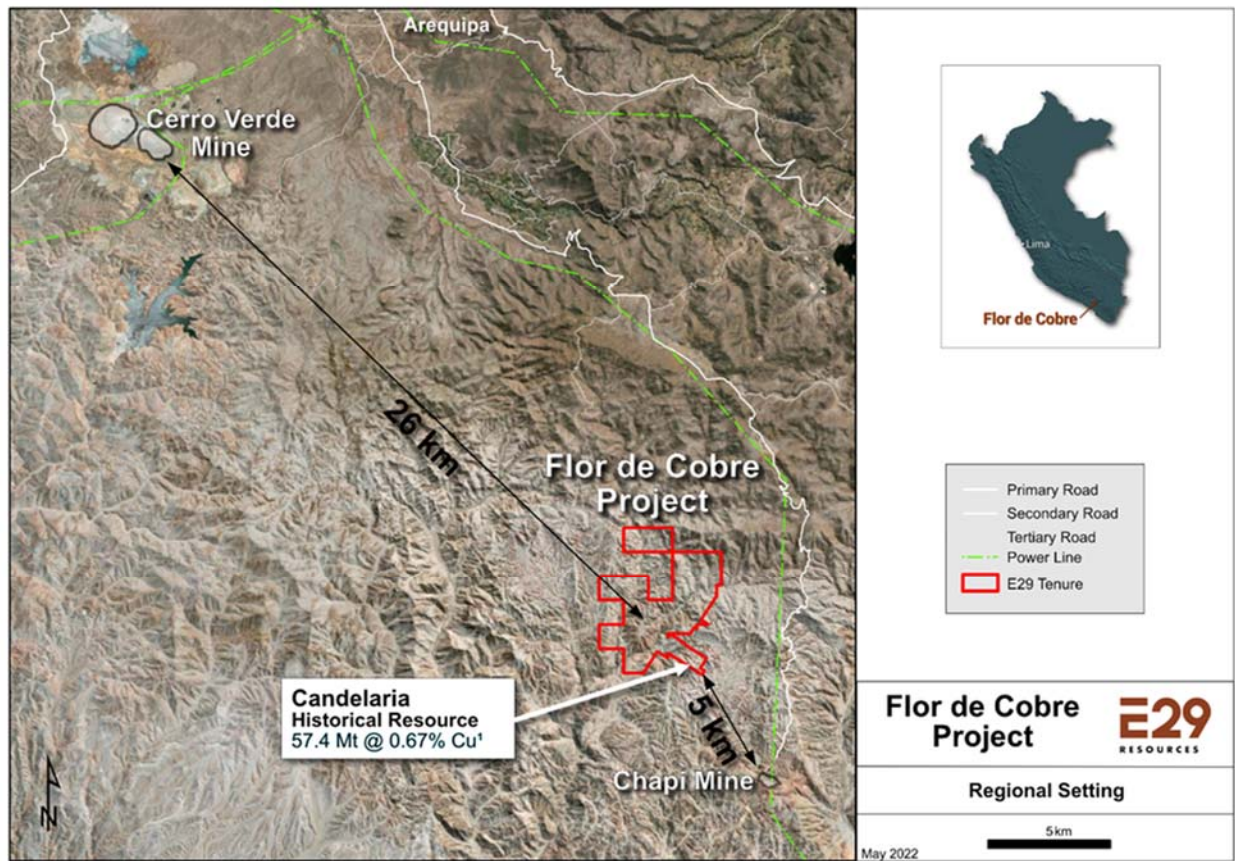 Arequipa
Cerro Verde
Mine
26 km
Flor de Cobre
Project
Candelaria
Historical Resource
57.4 Mt @ 0.67% Cu¹
5 km
Chapi Mine
N
Lima
Flor de Cobre
Primary Road
Secondary Road
Tertiary Road
Power Line
E29 Tenure
Flor de Cobre
Project
E29
RESOURCES
Regional Setting
May 2022
5km